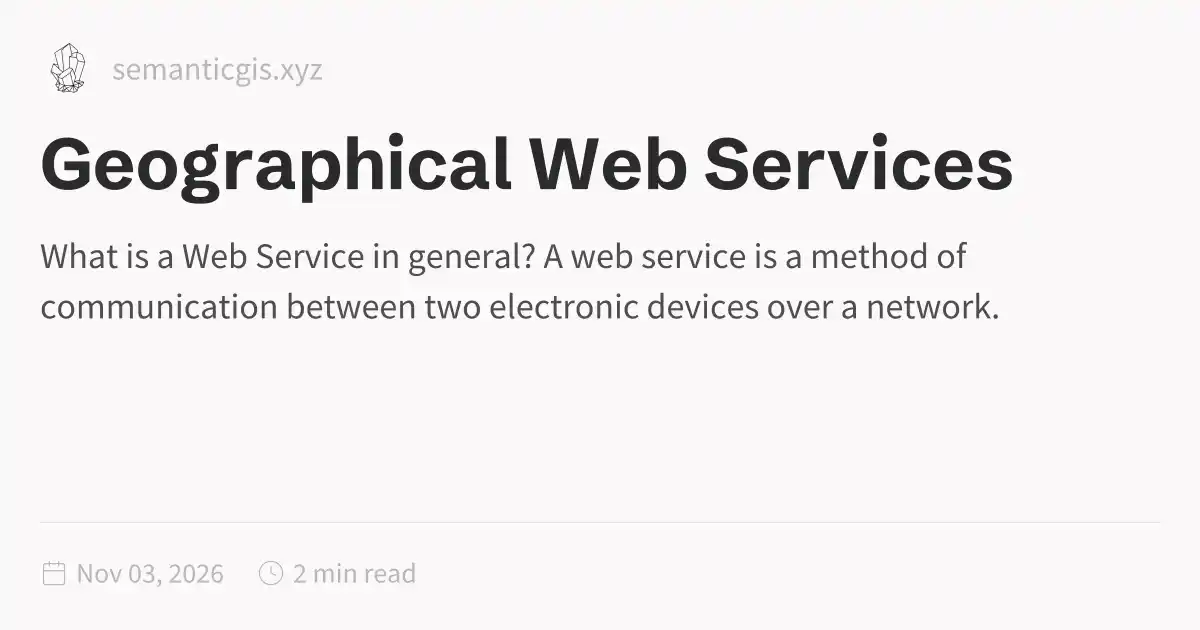 semanticgis.xyz
Geographical Web Services
What is a Web Service in general? A web service is a method of
communication between two electronic devices over a network.
Nov 03, 2026 2 min read